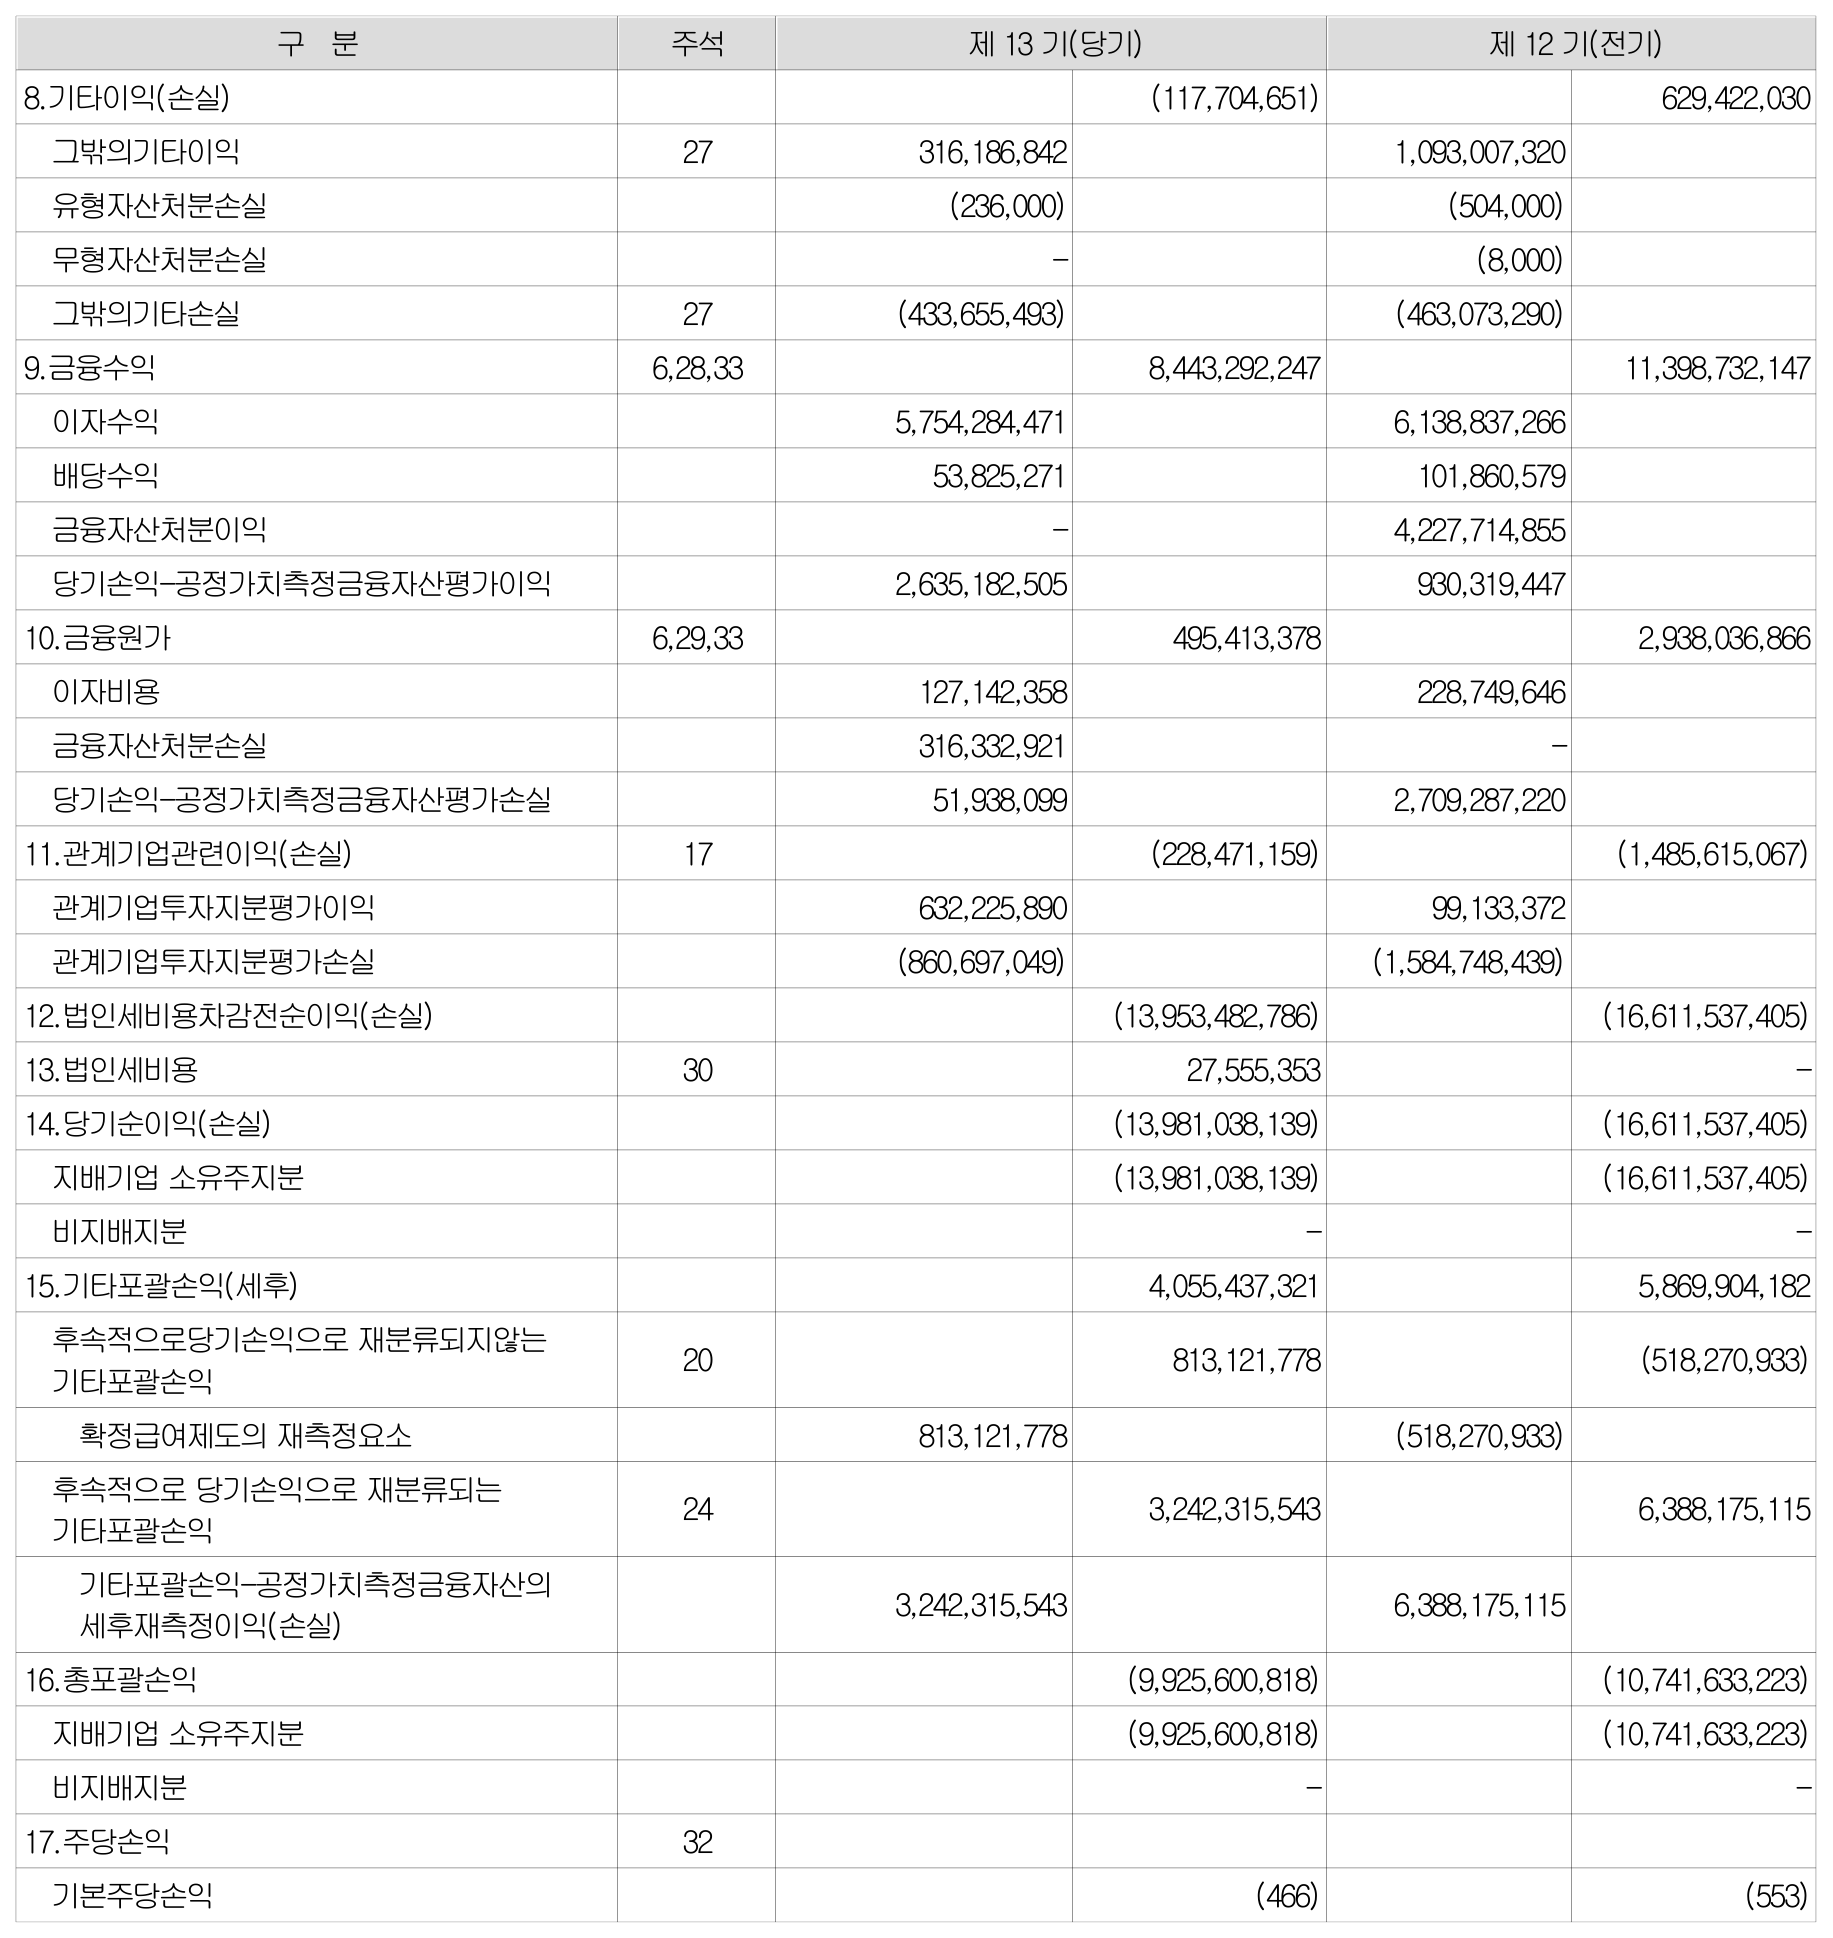 구 분 주석 제 13 기(당기) 제 12 기(전기)
8.기타이익(손실) (117,704,651) 629,422,030
그밖의기타이익 27 316,186,842 1,093,007,320
유형자산처분손실 (236,000) (504,000)
무형자산처분손실 – (8,000)
그밖의기타손실 27 (433,655,493) (463,073,290)
9.금융수익 6,28,33 8,443,292,247 11,398,732,147
이자수익 5,754,284,471 6,138,837,266
배당수익 53,825,271 101,860,579
금융자산처분이익 – 4,227,714,855
당기손익–공정가치측정금융자산평가이익 2,635,182,505 930,319,447
10.금융원가 6,29,33 495,413,378 2,938,036,866
이자비용 127,142,358 228,749,646
금융자산처분손실 316,332,921 –
당기손익–공정가치측정금융자산평가손실 51,938,099 2,709,287,220
11.관계기업관련이익(손실) 17 (228,471,159) (1,485,615,067)
관계기업투자지분평가이익 632,225,890 99,133,372
관계기업투자지분평가손실 (860,697,049) (1,584,748,439)
12.법인세비용차감전순이익(손실) (13,953,482,786) (16,611,537,405)
13.법인세비용 30 27,555,353 –
14.당기순이익(손실) (13,981,038,139) (16,611,537,405)
지배기업 소유주지분 (13,981,038,139) (16,611,537,405)
비지배지분 – –
15.기타포괄손익(세후) 4,055,437,321 5,869,904,182
후속적으로당기손익으로 재분류되지않는
기타포괄손익 20 813,121,778 (518,270,933)
확정급여제도의 재측정요소 813,121,778 (518,270,933)
후속적으로 당기손익으로 재분류되는
기타포괄손익 24 3,242,315,543 6,388,175,115
기타포괄손익–공정가치측정금융자산의
세후재측정이익(손실) 3,242,315,543 6,388,175,115
16.총포괄손익 (9,925,600,818) (10,741,633,223)
지배기업 소유주지분 (9,925,600,818) (10,741,633,223)
비지배지분 – –
17.주당손익 32
기본주당손익 (466) (553)